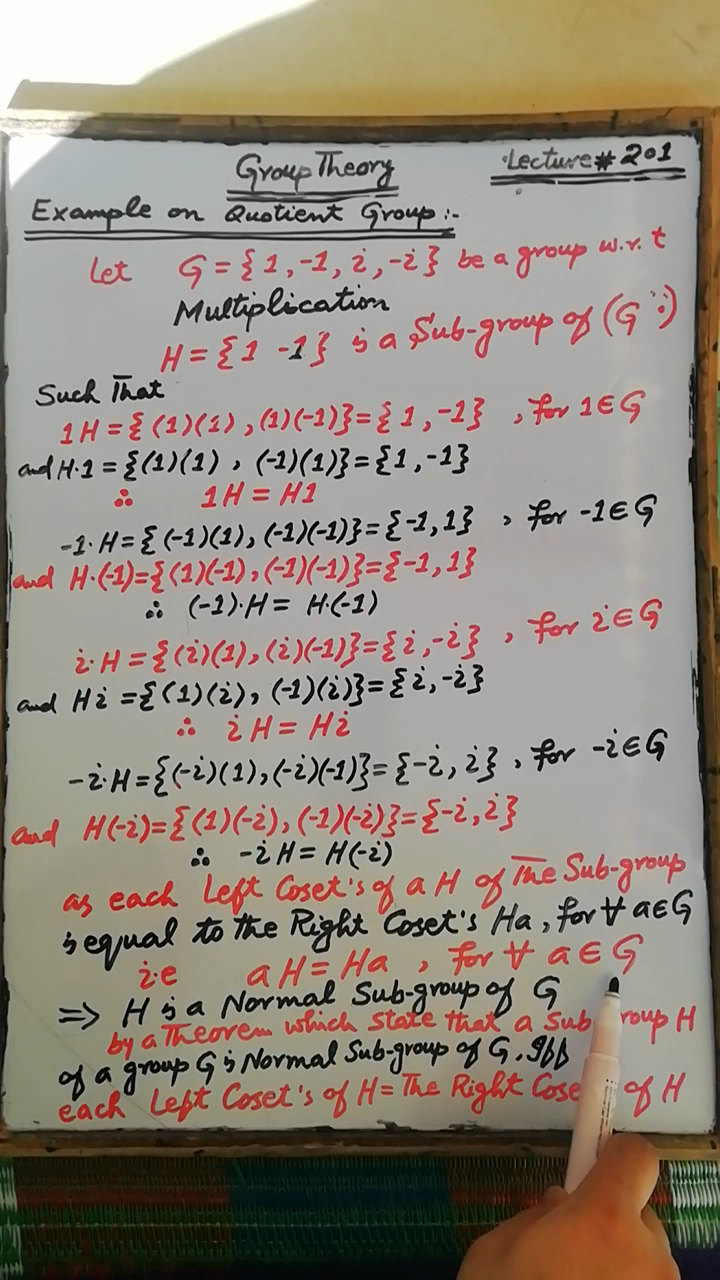 Group Theory
Lecture # 201
Example on Quotient Group :-
Let G = {1, -1, i, -i} be a group w.r.t
Multiplication
H = {1 -1} is a Sub-group of (G ·)
Such That
1H = {(1)(1), (1)(-1)} = {1, -1} , for 1∈G
and H·1 = {(1)(1), (-1)(1)} = {1, -1}
∴ 1H = H1
-1·H = {(-1)(1), (-1)(-1)} = {-1, 1} , for -1∈G
and H·(-1) = {(1)(-1), (-1)(-1)} = {-1, 1}
∴ (-1)·H = H·(-1)
i·H = {(i)(1), (i)(-1)} = {i, -i} , for i∈G
and Hi = {(1)(i), (-1)(i)} = {i, -i}
∴ iH = Hi
-i·H = {(-i)(1), (-i)(-1)} = {-i, i} , for -i∈G
and H(-i) = {(1)(-i), (-1)(-i)} = {-i, i}
∴ -iH = H(-i)
as each Left Coset's of a H of The Sub-group
is equal to the Right Coset's Ha, for ∀ a∈G
i.e aH = Ha , for ∀ a∈G
⇒ H is a Normal Sub-group of G
by a Theorem which state that a Sub roup H
of a group G is Normal Sub-group of G. Iff
each Left Coset's of H = The Right Cose of H